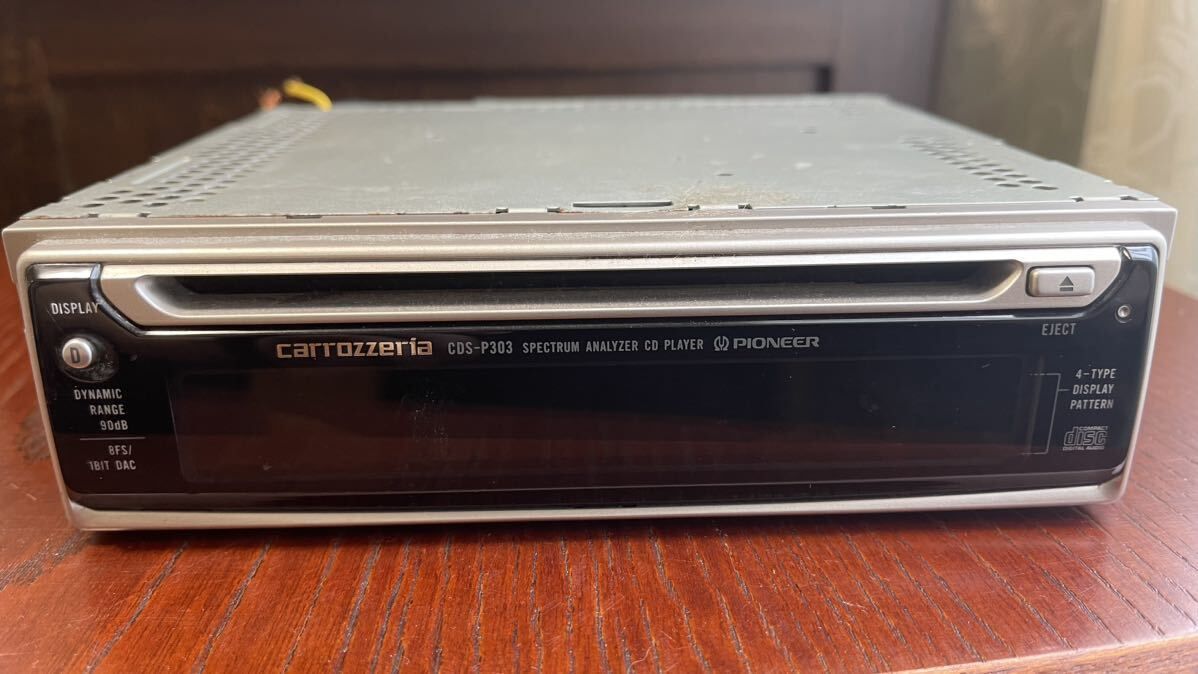 DISPLAY
D
DYNAMIC
RANGE
90dB
8FS/
1BIT DAC
carrozzeria CDS-P303 SPECTRUM ANALYZER CD PLAYER PIONEER
EJECT
4-TYPE
DISPLAY
PATTERN
COMPACT
disc
DIGITAL AUDIO